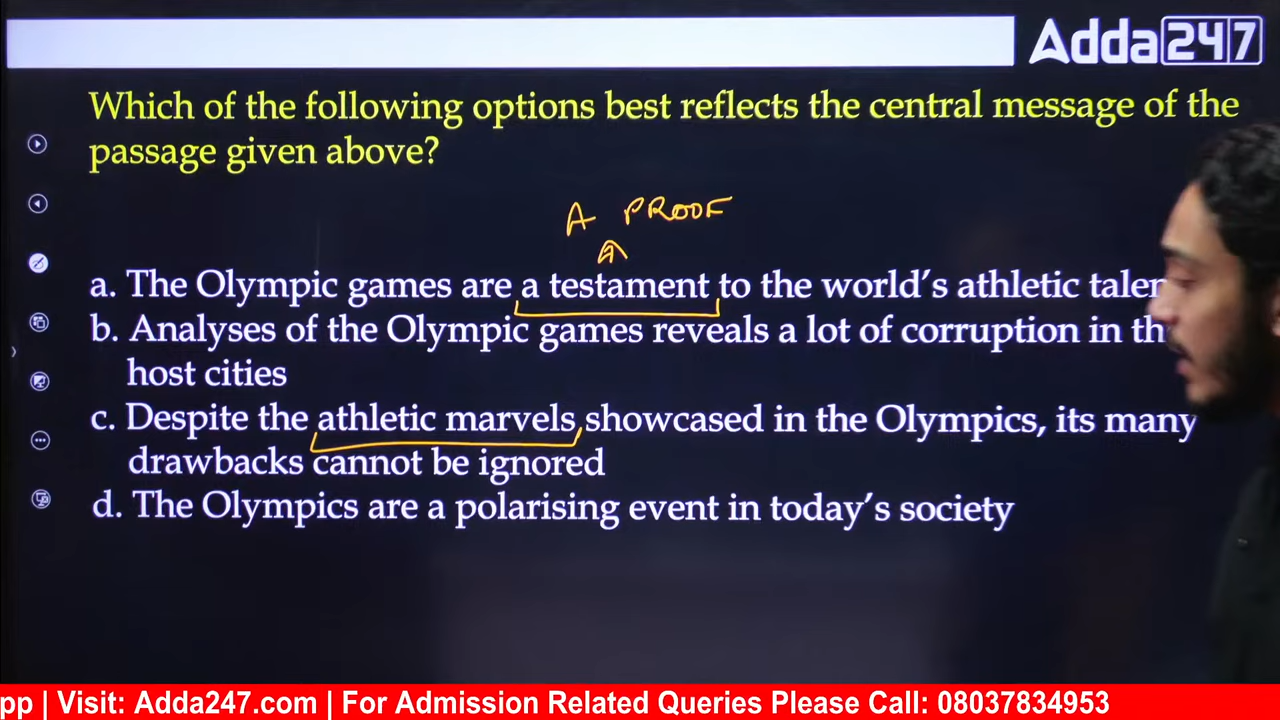 Adda247
Which of the following options best reflects the central message of the
passage given above?
A PROOF
a. The Olympic games are a testament to the world's athletic
b. Analyses of the Olympic games reveals a lot of corruption in
host cities
c. Despite the athletic marvels showcased in the Olympics, its many
drawbacks cannot be ignored
d. The Olympics are a polarising event in today's society
pp | Visit: Adda247.com | For Admission Related Queries Please Call: 08037834953